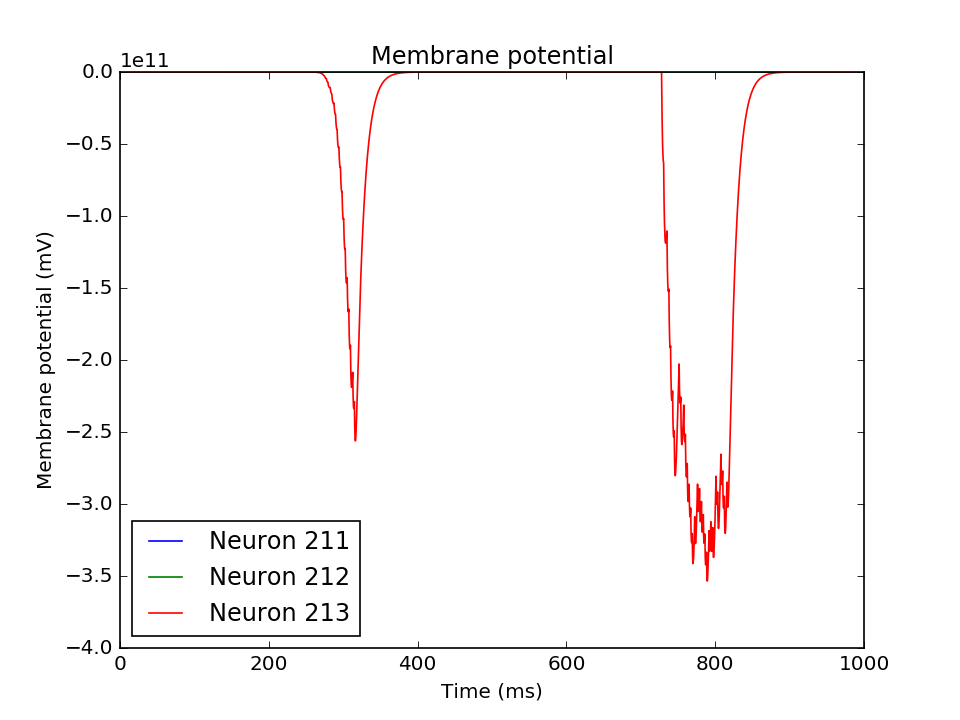 Membrane potential
1e11
0.0
−0.5
−1.0
−1.5
−2.0
−2.5
−3.0
−3.5
−4.0
Membrane potential (mV)
Neuron 211
Neuron 212
Neuron 213
0 200 400 600 800 1000
Time (ms)